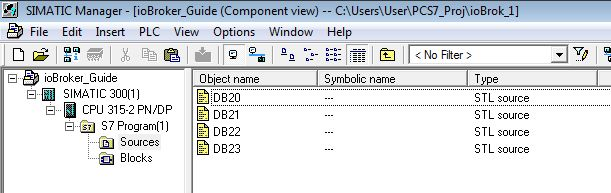 SIMATIC Manager - [ioBroker_Guide (Component view) -- C:\Users\User\PCS7_Proj\ioBrok_1]
File Edit Insert PLC View Options Window Help
< No Filter >
ioBroker_Guide
SIMATIC 300(1)
CPU 315-2 PN/DP
S7 Program(1)
Sources
Blocks
Object name Symbolic name Type
DB20 --- STL source
DB21 --- STL source
DB22 --- STL source
DB23 --- STL source